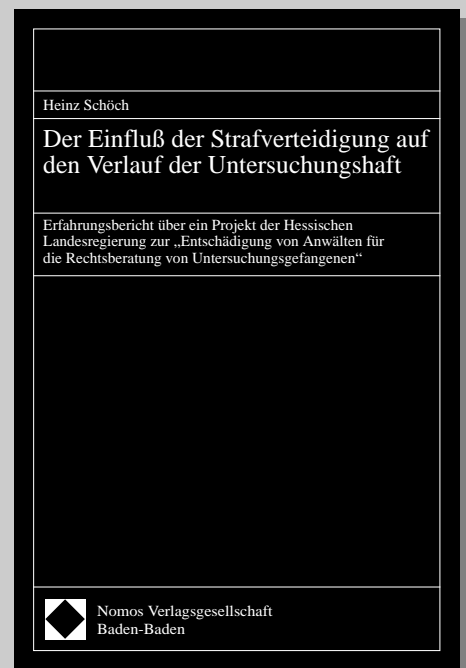 Heinz Schöch
Der Einfluß der Strafverteidigung auf
den Verlauf der Untersuchungshaft
Erfahrungsbericht über ein Projekt der Hessischen
Landesregierung zur „Entschädigung von Anwälten für
die Rechtsberatung von Untersuchungsgefangenen“
Nomos Verlagsgesellschaft
Baden-Baden